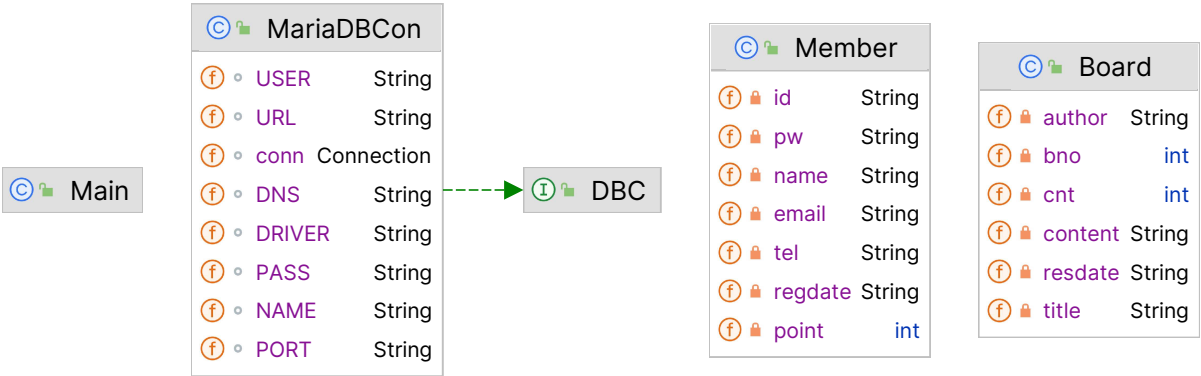 Main
MariaDBCon
USER String
URL String
conn Connection
DNS String
DRIVER String
PASS String
NAME String
PORT String
DBC
Member
id String
pw String
name String
email String
tel String
regdate String
point int
Board
author String
bno int
cnt int
content String
resdate String
title String